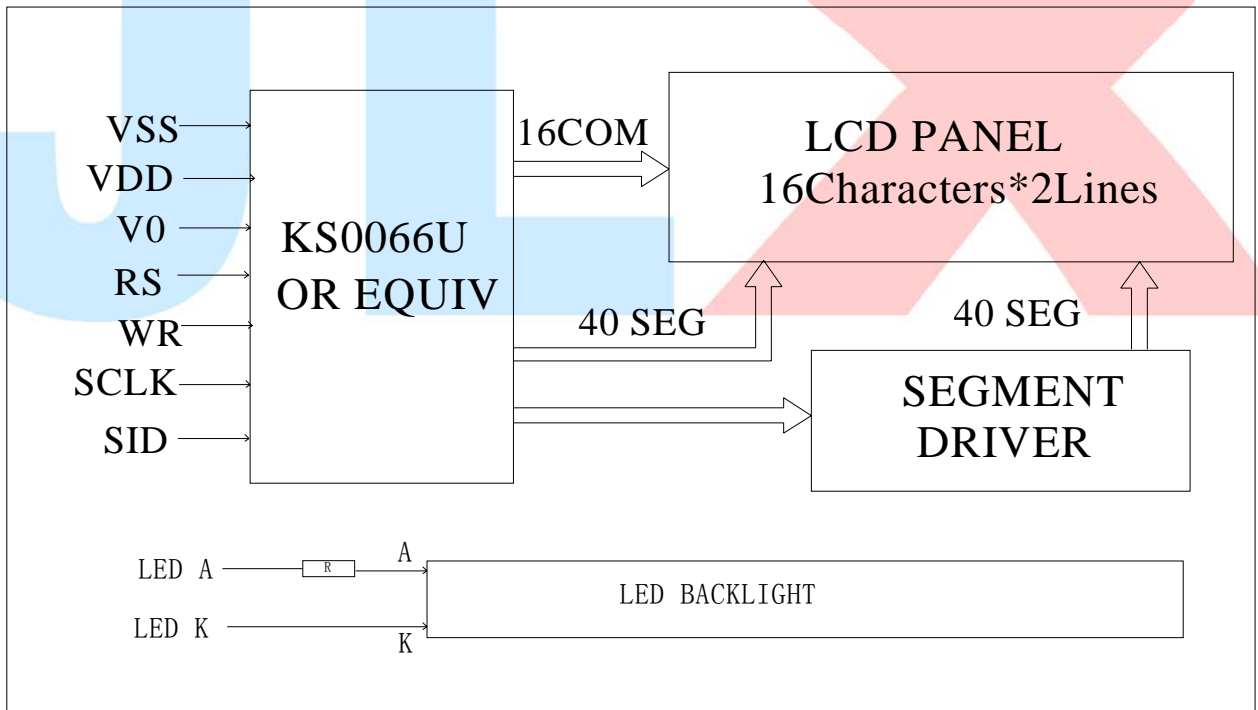 JLX
VSS
VDD
V0
RS
WR
SCLK
SID
KS0066U
OR EQUIV
16COM
LCD PANEL
16Characters*2Lines
40 SEG
40 SEG
SEGMENT
DRIVER
LED A
R
A
LED K
K
LED BACKLIGHT